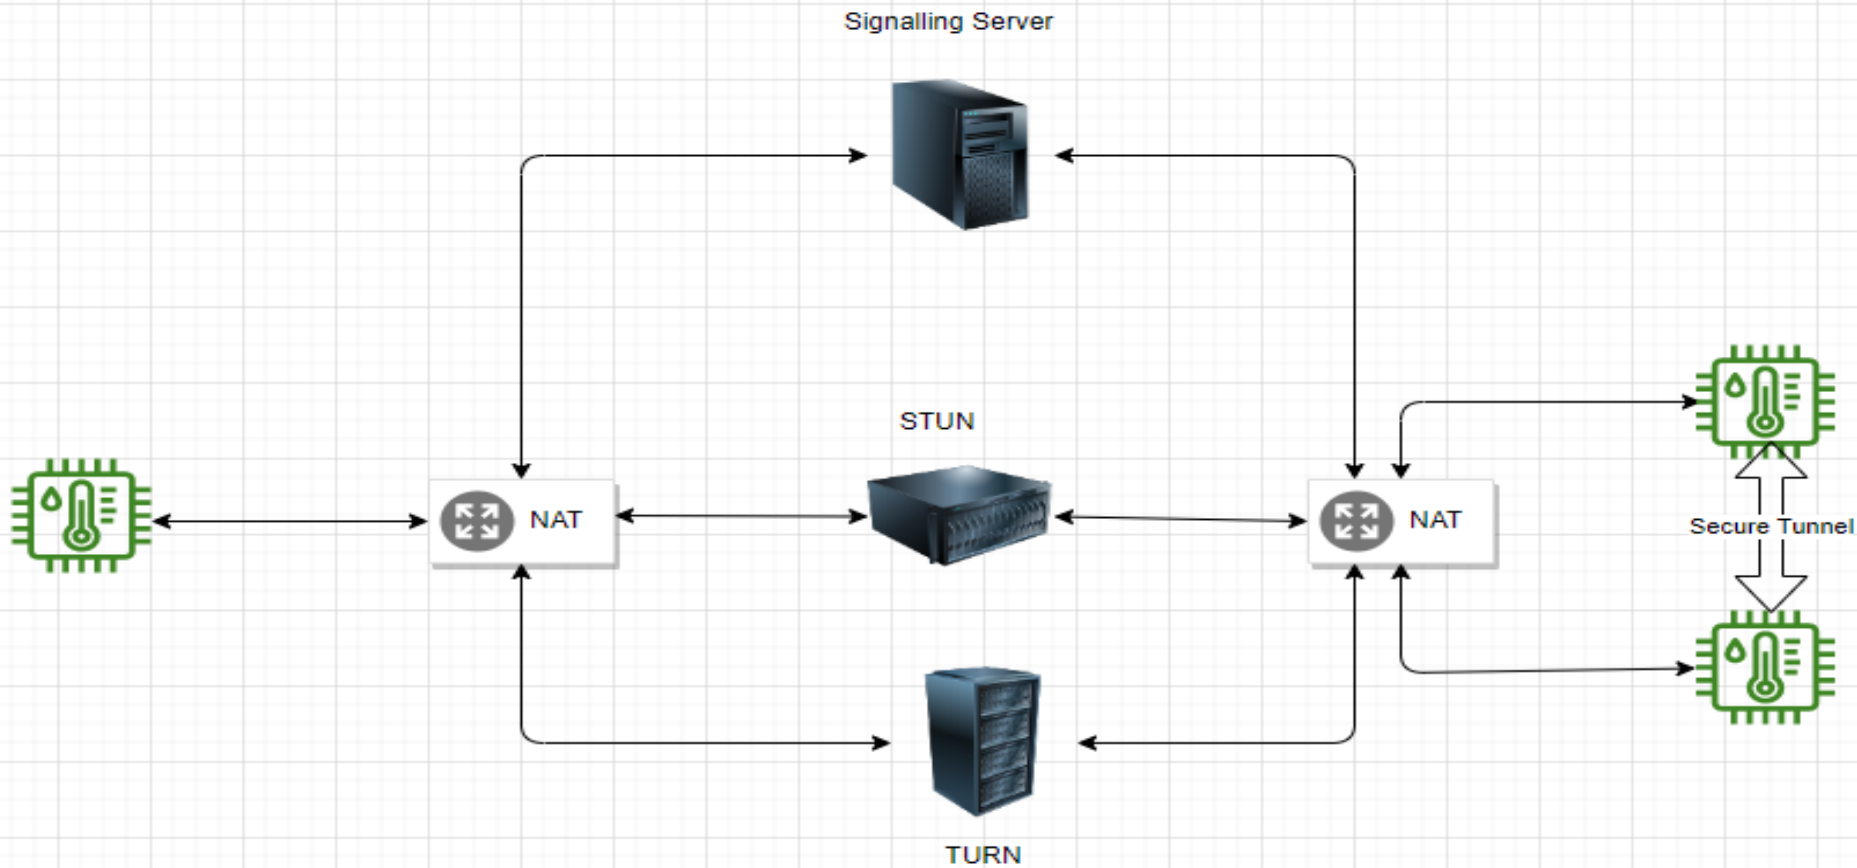 Signalling Server
STUN
NAT
NAT
Secure Tunnel
TURN